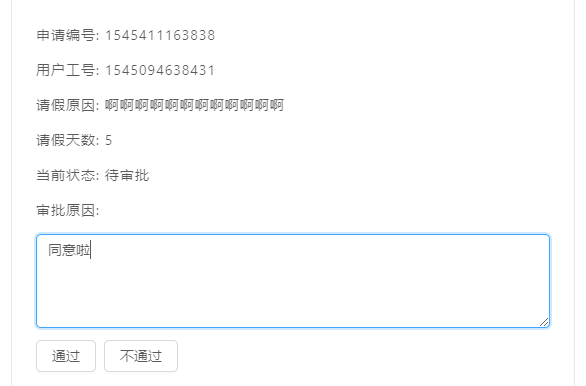 申请编号: 1545411163838
用户工号: 1545094638431
请假原因: 啊啊啊啊啊啊啊啊啊啊啊啊
请假天数: 5
当前状态: 待审批
审批原因:
同意啦
通过 不通过